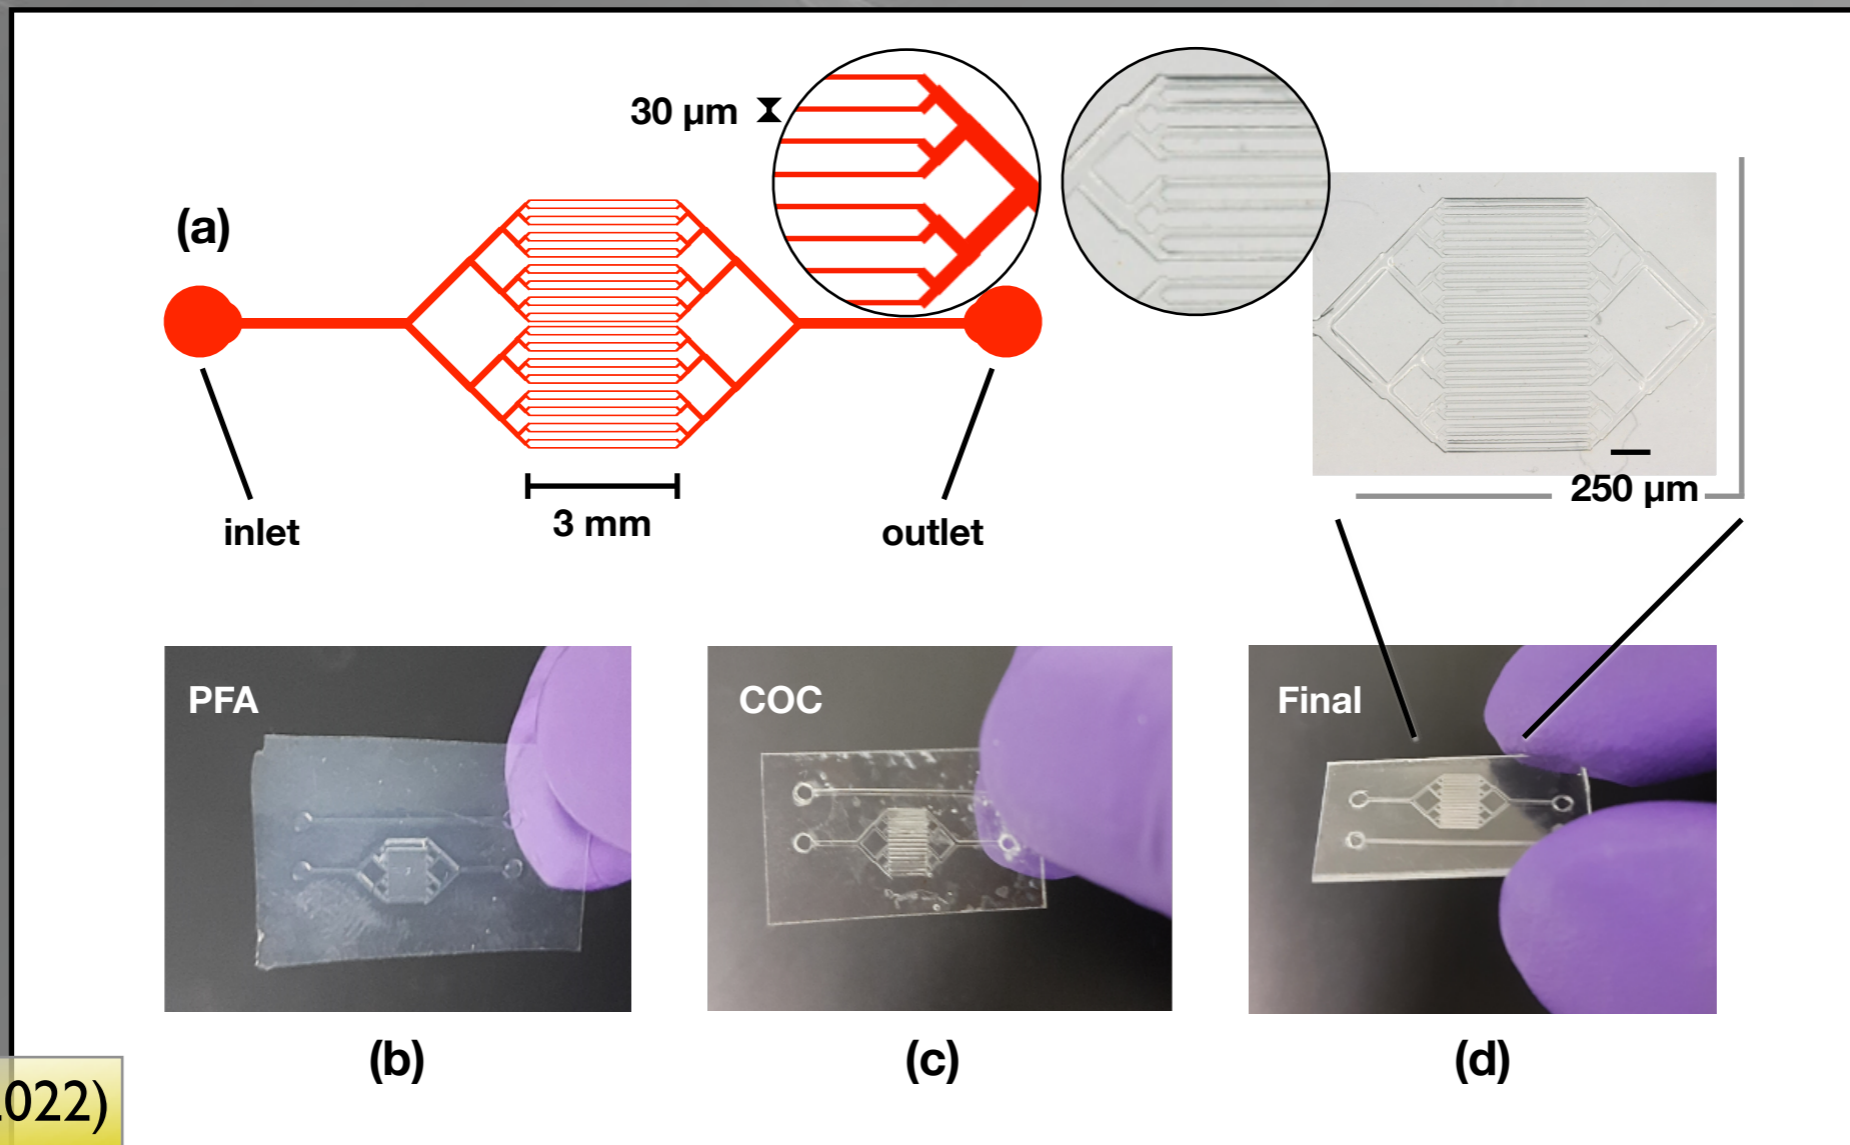 30 µm
(a)
250 µm
3 mm
inlet
outlet
PFA
COC
Final
(b)
(c)
(d)
022)